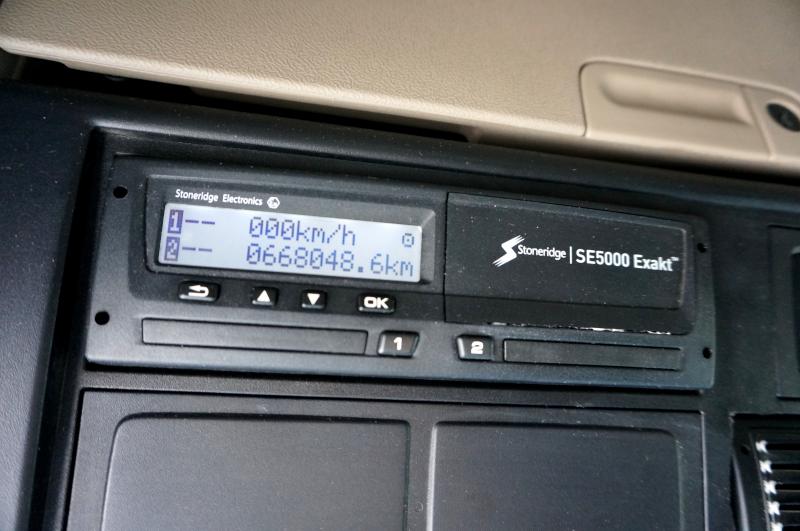 Stoneridge Electronics
1 -- 000km/h
2 -- 0668048.6km
Stoneridge | SE5000 Exakt™
OK
1 2